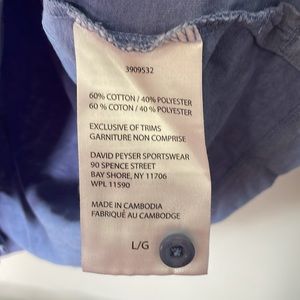 3909532
60% COTTON / 40% POLYESTER
60 % COTON / 40 % POLYESTER
EXCLUSIVE OF TRIMS
GARNITURE NON COMPRISE
DAVID PEYSER SPORTSWEAR
90 SPENCE STREET
BAY SHORE, NY 11706
WPL 11590
MADE IN CAMBODIA
FABRIQUÉ AU CAMBODGE
L/G